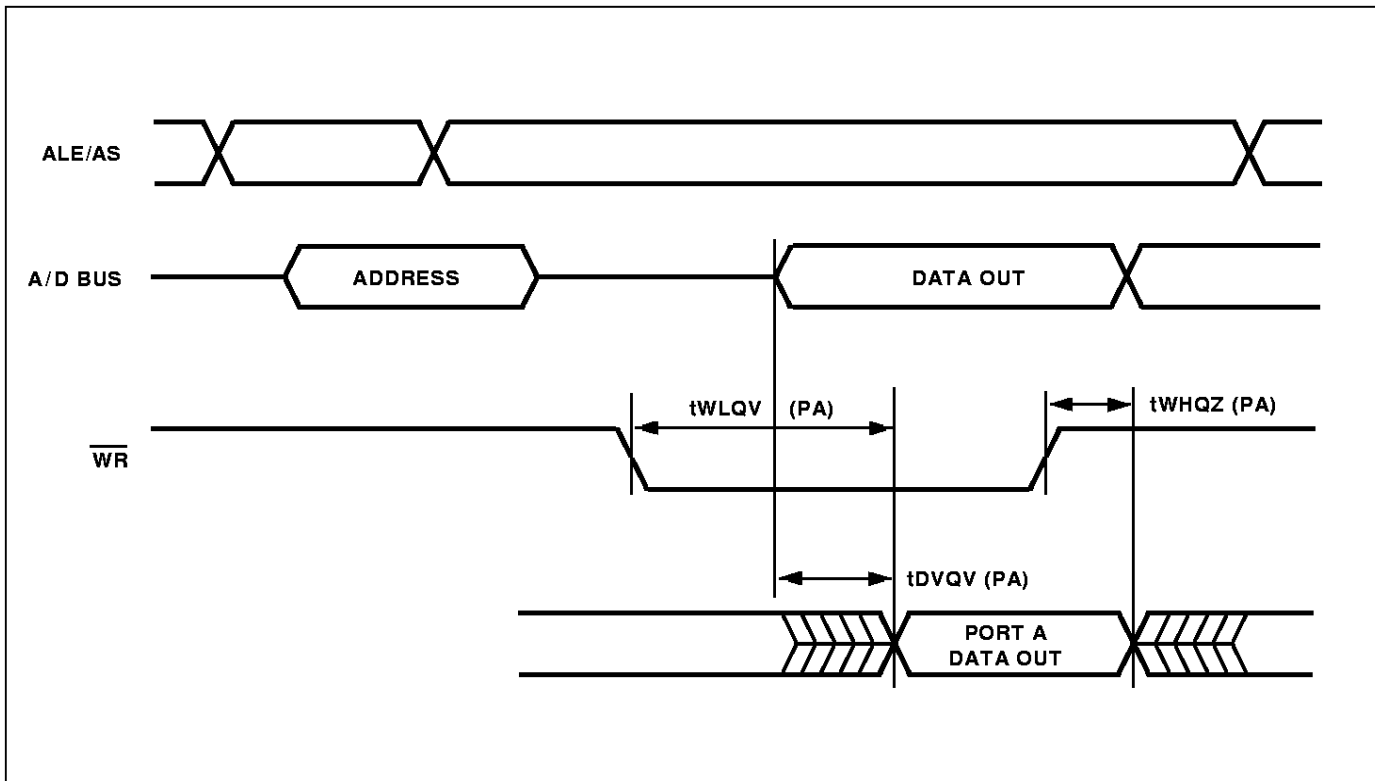 ALE/AS
A/D BUS
ADDRESS
DATA OUT
tWLQV (PA)
tWHQZ (PA)
WR
tDVQV (PA)
PORT A
DATA OUT